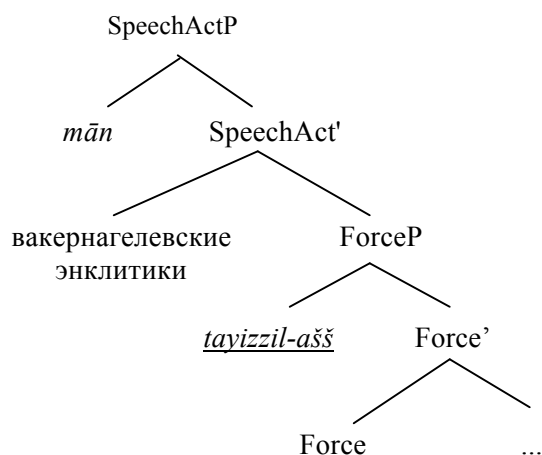 SpeechActP
mān SpeechAct'
вакернагелевские ForceP
энклитики
tayizzil-ašš Force’
Force ...